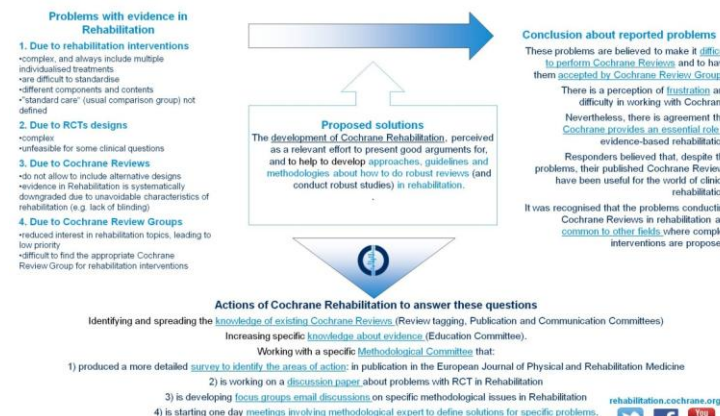 Problems with evidence in
Rehabilitation
1. Due to rehabilitation interventions
•complex, and always include multiple
individualised treatments
•are difficult to standardise
•different components and contents
•"standard care" (usual comparison group) not
defined
2. Due to RCTs designs
•complex
•unfeasible for some clinical questions
3. Due to Cochrane Reviews
•do not allow to include alternative designs
•evidence in Rehabilitation is systematically
downgraded due to unavoidable characteristics of
rehabilitation (e.g. lack of blinding)
4. Due to Cochrane Review Groups
•reduced interest in rehabilitation topics, leading to
low priority
•difficult to find the appropriate Cochrane
Review Group for rehabilitation interventions
Proposed solutions
The development of Cochrane Rehabilitation, perceived
as a relevant effort to present good arguments for,
and to help to develop approaches, guidelines and
methodologies about how to do robust reviews (and
conduct robust studies) in rehabilitation.
.
Conclusion about reported problems
These problems are believed to make it
to perform Cochrane Reviews and to
them accepted by Cochrane Review
There is a perception of frustration
difficulty in working with
Nevertheless, there is agreement
Cochrane provides an essential role
evidence-based
Responders believed that, despite
problems, their published Cochrane
have been useful for the world of
It was recognised that the problems
Cochrane Reviews in rehabilitation
common to other fields where
interventions are
Actions of Cochrane Rehabilitation to answer these questions
Identifying and spreading the knowledge of existing Cochrane Reviews (Review tagging, Publication and Communication Committees)
Increasing specific knowledge about evidence (Education Committee).
Working with a specific Methodological Committee that:
1) produced a more detailed survey to identify the areas of action: in publication in the European Journal of Physical and Rehabilitation Medicine
2) is working on a discussion paper about problems with RCT in Rehabilitation
3) is developing focus groups email discussions on specific methodological issues in Rehabilitation
4) is starting one day meetings involving methodological expert to define solutions for specific problems.
rehabilitation.cochrane.org
You